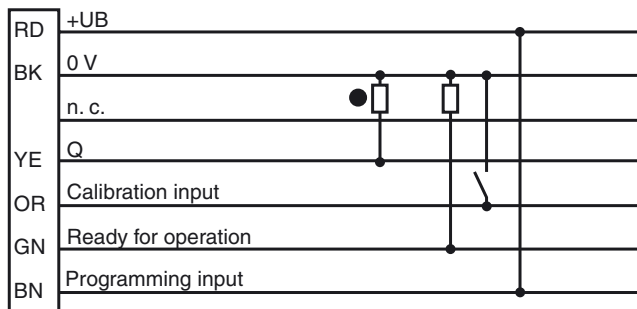 RD +UB
BK 0 V
n. c.
YE Q
OR Calibration input
GN Ready for operation
BN Programming input